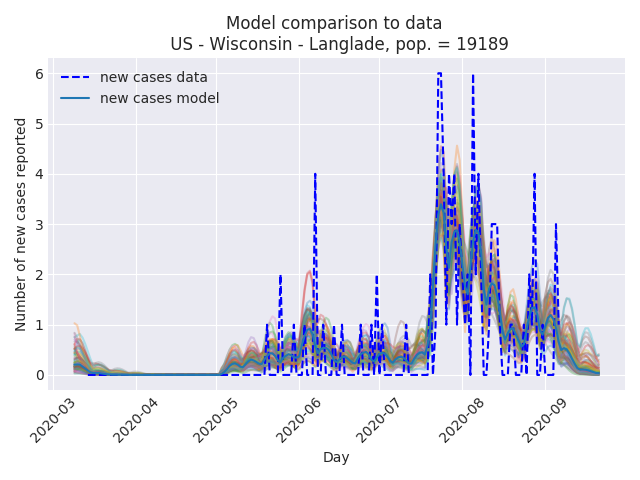 Model comparison to data
US - Wisconsin - Langlade, pop. = 19189
new cases data
new cases model
Number of new cases reported
6
5
4
3
2
1
0
2020-03
2020-04
2020-05
2020-06
2020-07
2020-08
2020-09
Day